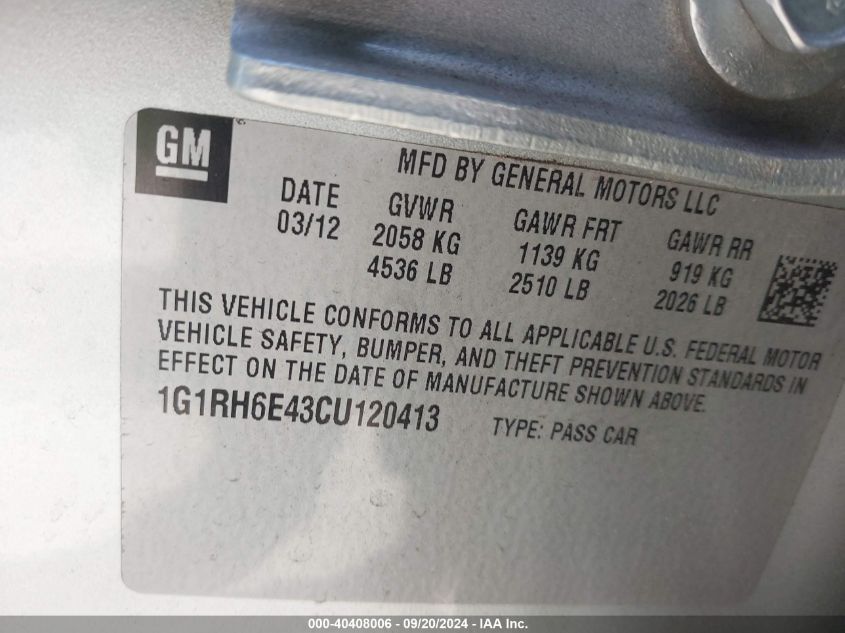 GM
MFD BY GENERAL MOTORS LLC
DATE GVWR GAWR FRT GAWR RR
03/12 2058 KG 1139 KG 919 KG
4536 LB 2510 LB 2026 LB
THIS VEHICLE CONFORMS TO ALL APPLICABLE U.S. FEDERAL MOTOR
VEHICLE SAFETY, BUMPER, AND THEFT PREVENTION STANDARDS IN
EFFECT ON THE DATE OF MANUFACTURE SHOWN ABOVE.
1G1RH6E43CU120413 TYPE: PASS CAR
000-40408006 - 09/20/2024 - IAA Inc.